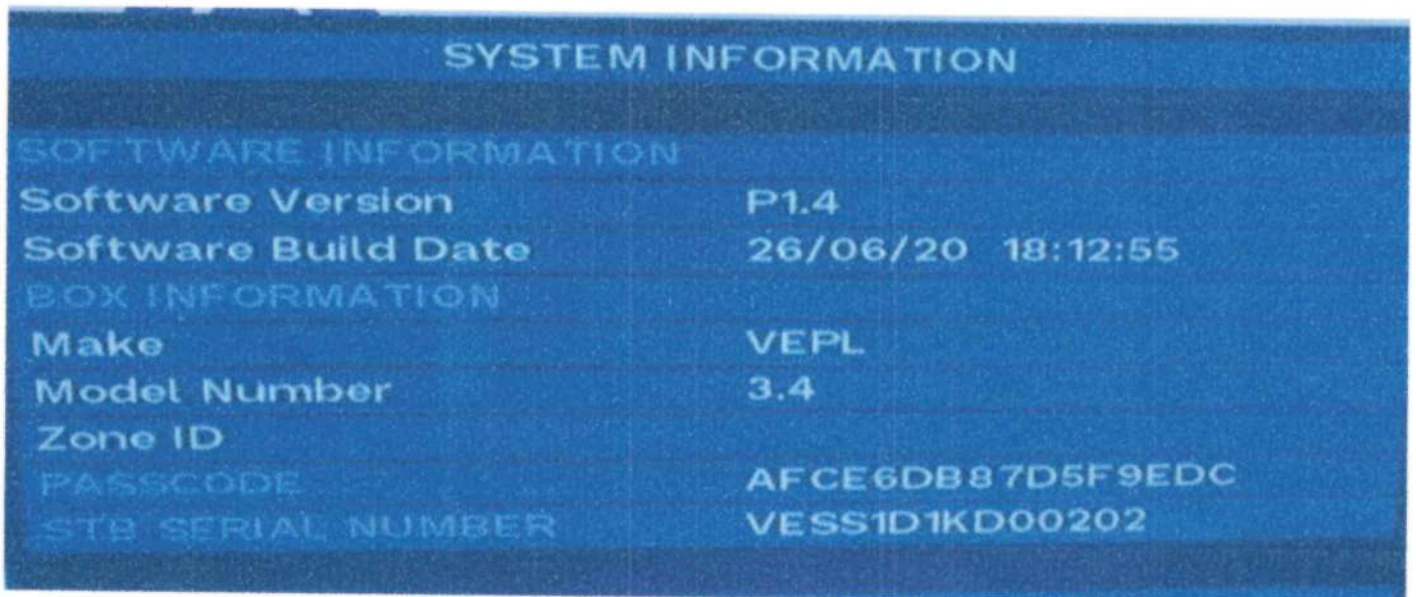 SYSTEM INFORMATION
SOFTWARE INFORMATION
Software Version P1.4
Software Build Date 26/06/20 18:12:55
BOX INFORMATION
Make VEPL
Model Number 3.4
Zone ID
PASSCODE AFCE6DB87D5F9EDC
STB SERIAL NUMBER VESS1D1KD00202